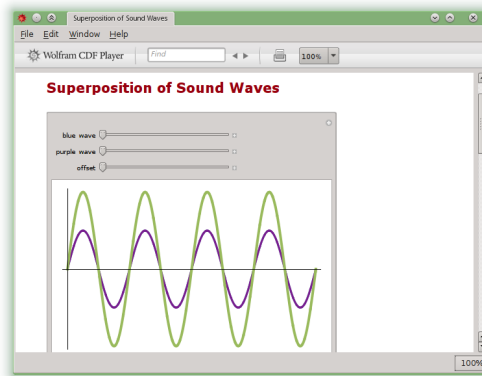 Superposition of Sound Waves
File Edit Window Help
Wolfram CDF Player Find 100%
Superposition of Sound Waves
blue wave
purple wave
offset
100%